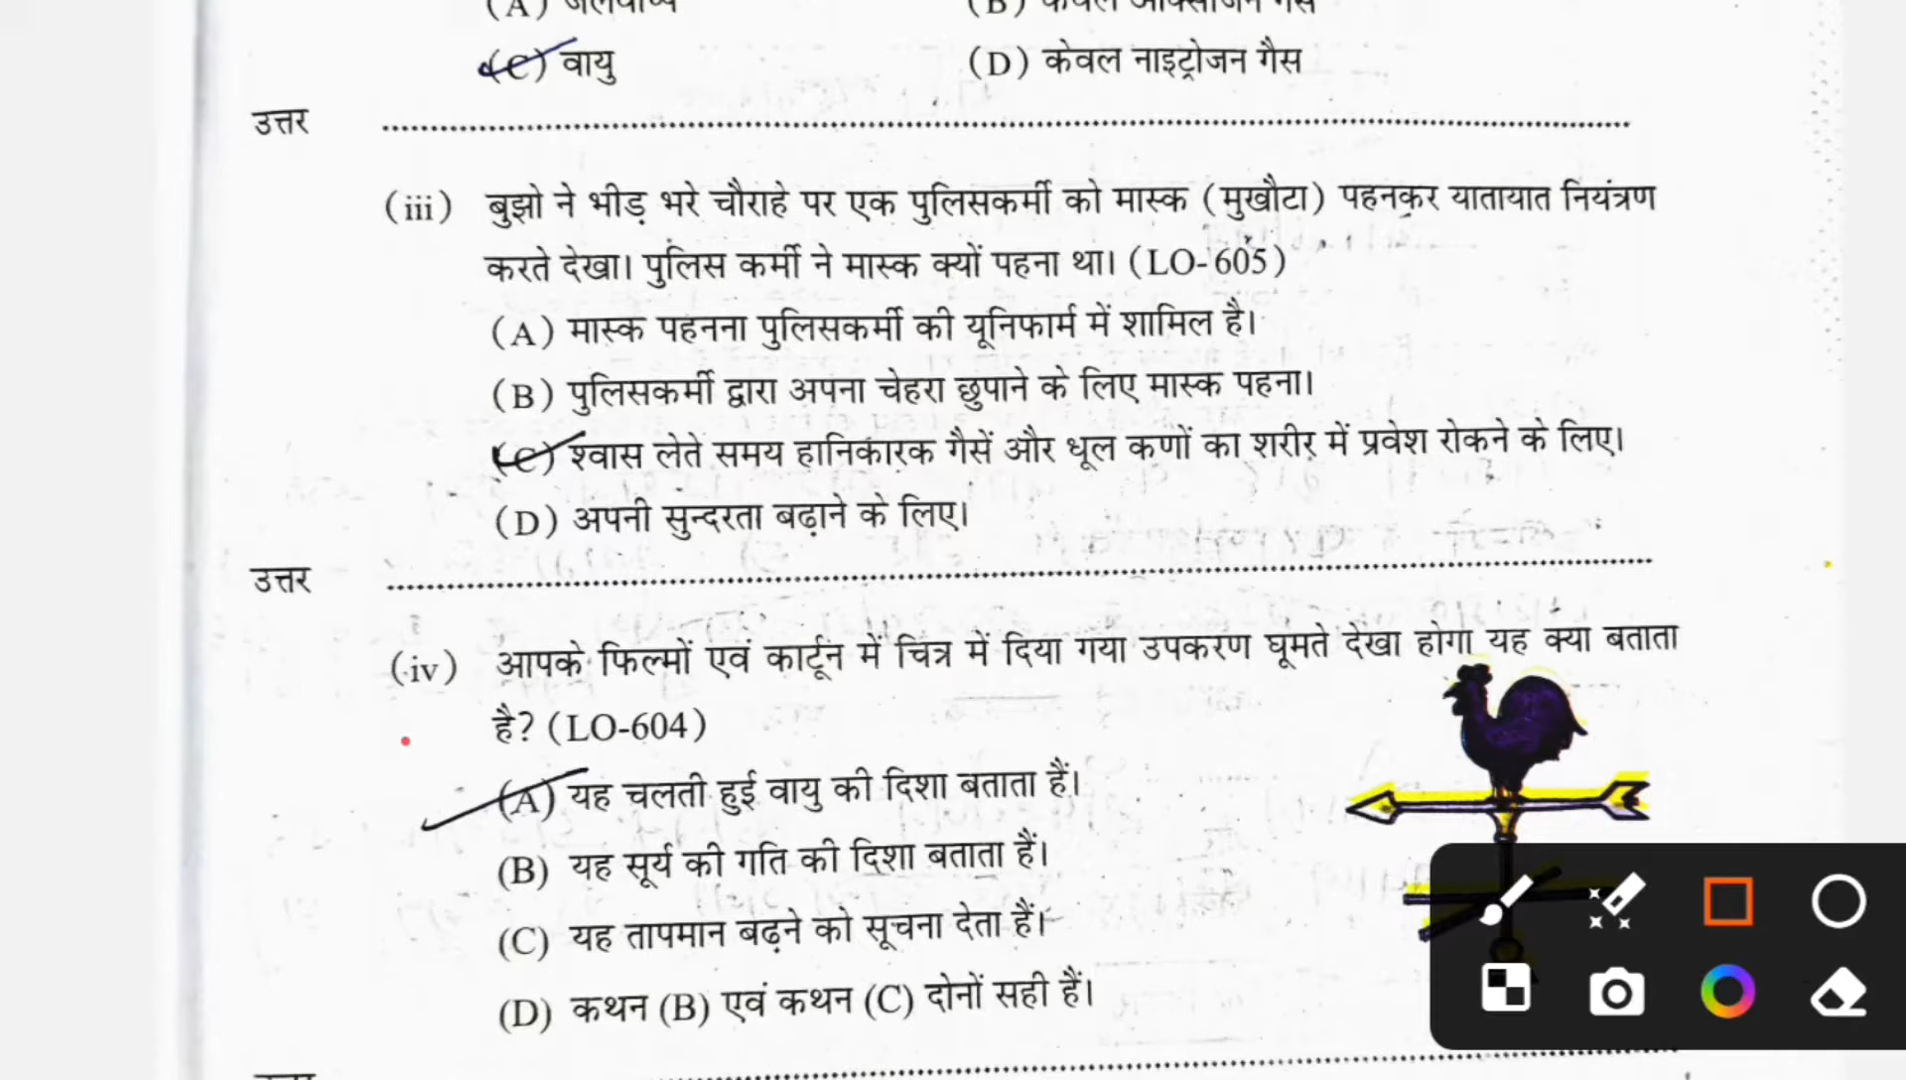 (C) वायु
(D) केवल नाइट्रोजन गैस
उत्तर
(iii) बुझो ने भीड़ भरे चौराहे पर एक पुलिसकर्मी को मास्क (मुखौटा) पहनकर यातायात नियंत्रण
करते देखा। पुलिस कर्मी ने मास्क क्यों पहना था। (LO-605)
(A) मास्क पहनना पुलिसकर्मी की यूनिफार्म में शामिल है।
(B) पुलिसकर्मी द्वारा अपना चेहरा छुपाने के लिए मास्क पहना।
(C) श्वास लेते समय हानिकारक गैसें और धूल कणों का शरीर में प्रवेश रोकने के लिए।
(D) अपनी सुन्दरता बढ़ाने के लिए।
उत्तर
(iv) आपके फिल्मों एवं कार्टून में चित्र में दिया गया उपकरण घूमते देखा होगा यह क्या बताता
है? (LO-604)
(A) यह चलती हुई वायु की दिशा बताता हैं।
(B) यह सूर्य की गति की दिशा बताता हैं।
(C) यह तापमान बढ़ने को सूचना देता हैं।
(D) कथन (B) एवं कथन (C) दोनों सही हैं।